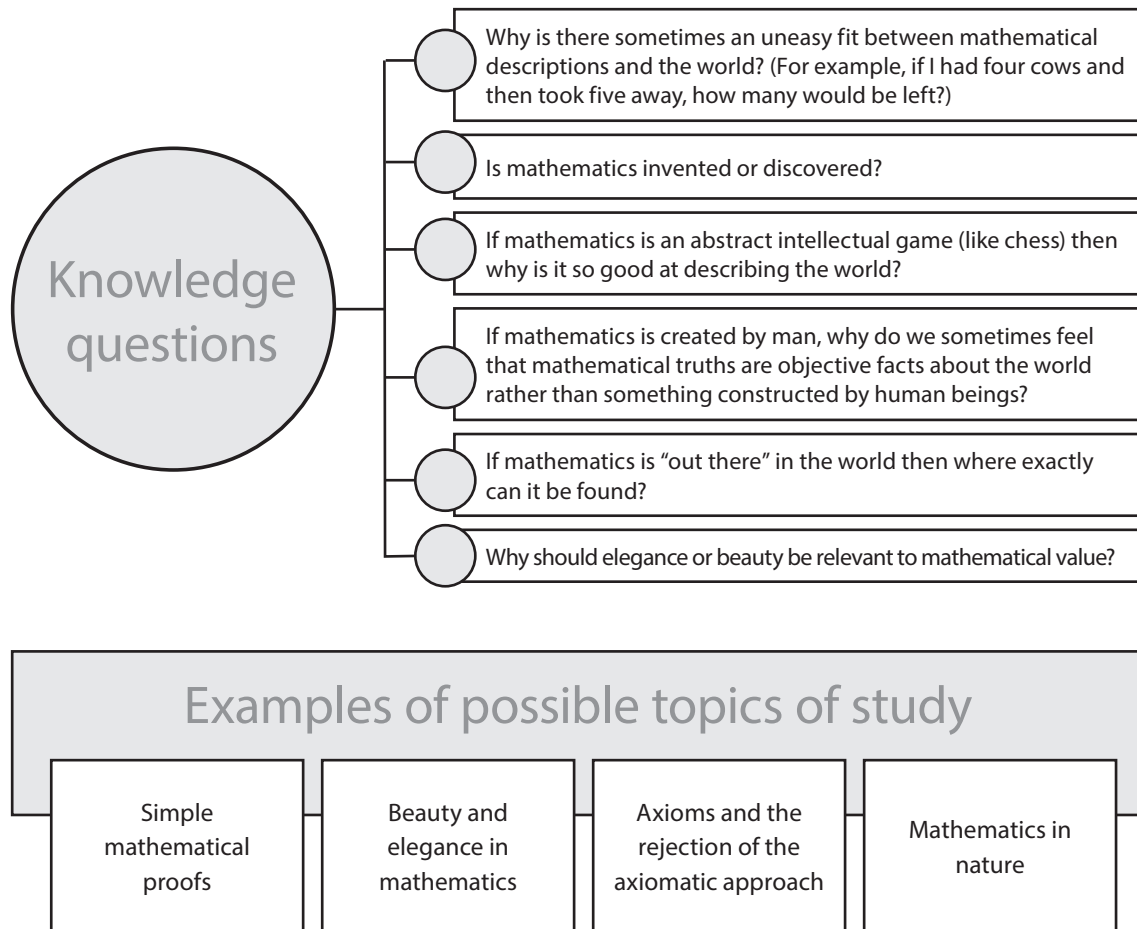 Knowledge
questions
Why is there sometimes an uneasy fit between mathematical
descriptions and the world? (For example, if I had four cows and
then took five away, how many would be left?)
Is mathematics invented or discovered?
If mathematics is an abstract intellectual game (like chess) then
why is it so good at describing the world?
If mathematics is created by man, why do we sometimes feel
that mathematical truths are objective facts about the world
rather than something constructed by human beings?
If mathematics is “out there” in the world then where exactly
can it be found?
Why should elegance or beauty be relevant to mathematical value?
Examples of possible topics of study
Simple
mathematical
proofs
Beauty and
elegance in
mathematics
Axioms and the
rejection of the
axiomatic approach
Mathematics in
nature